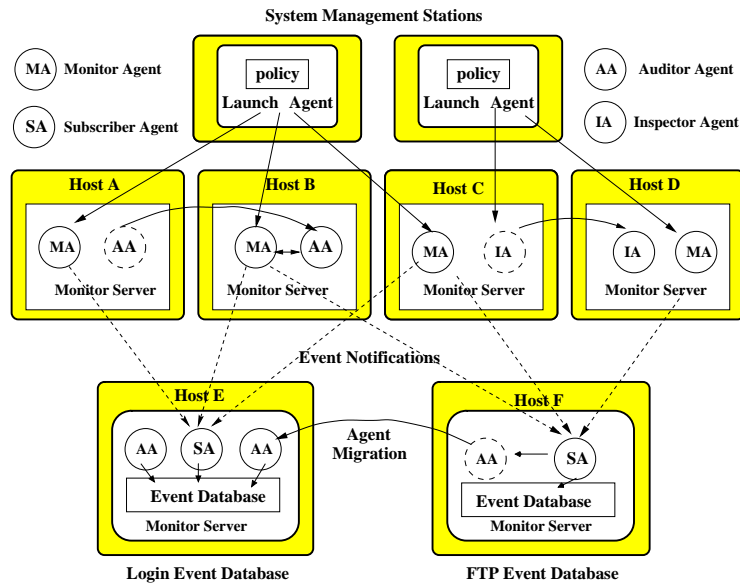 System Management Stations
MA Monitor Agent
SA Subscriber Agent
policy
Launch Agent
policy
Launch Agent
AA Auditor Agent
IA Inspector Agent
Host A
MA AA
Monitor Server
Host B
MA AA
Monitor Server
Host C
MA IA
Monitor Server
Host D
IA MA
Monitor Server
Event Notifications
Host E
AA SA AA
Event Database
Monitor Server
Agent
Migration
Host F
AA SA
Event Database
Monitor Server
Login Event Database
FTP Event Database